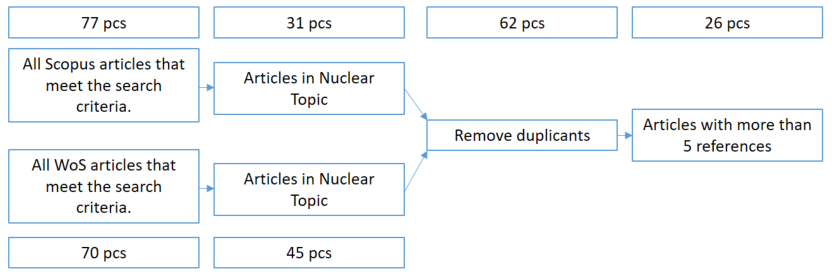 77 pcs
31 pcs
62 pcs
26 pcs
All Scopus articles that
meet the search
criteria.
Articles in Nuclear
Topic
Remove duplicants
Articles with more than
5 references
All WoS articles that
meet the search
criteria.
Articles in Nuclear
Topic
70 pcs
45 pcs